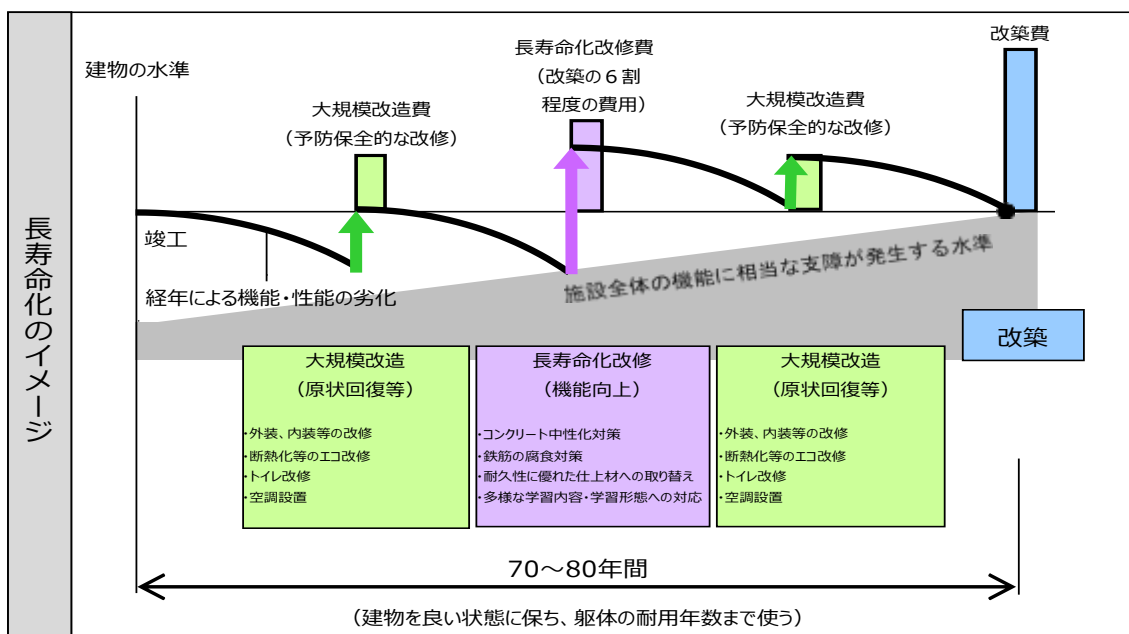 長寿命化のイメージ
建物の水準
大規模改造費
（予防保全的な改修）
長寿命化改修費
（改築の６割
程度の費用）
大規模改造費
（予防保全的な改修）
改築費
竣工
経年による機能・性能の劣化
施設全体の機能に相当な支障が発生する水準
改築
大規模改造
（原状回復等）
・外装、内装等の改修
・断熱化等のエコ改修
・トイレ改修
・空調設置
長寿命化改修
（機能向上）
・コンクリート中性化対策
・鉄筋の腐食対策
・耐久性に優れた仕上材への取り替え
・多様な学習内容・学習形態への対応
大規模改造
（原状回復等）
・外装、内装等の改修
・断熱化等のエコ改修
・トイレ改修
・空調設置
70～80年間
（建物を良い状態に保ち、躯体の耐用年数まで使う）